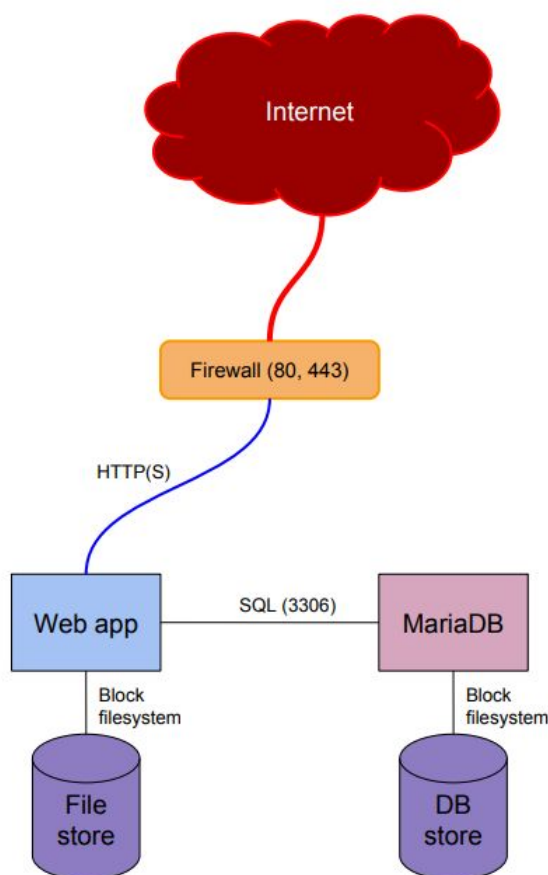 Internet
Firewall (80, 443)
HTTP(S)
Web app
SQL (3306)
MariaDB
Block
filesystem
Block
filesystem
File
store
DB
store